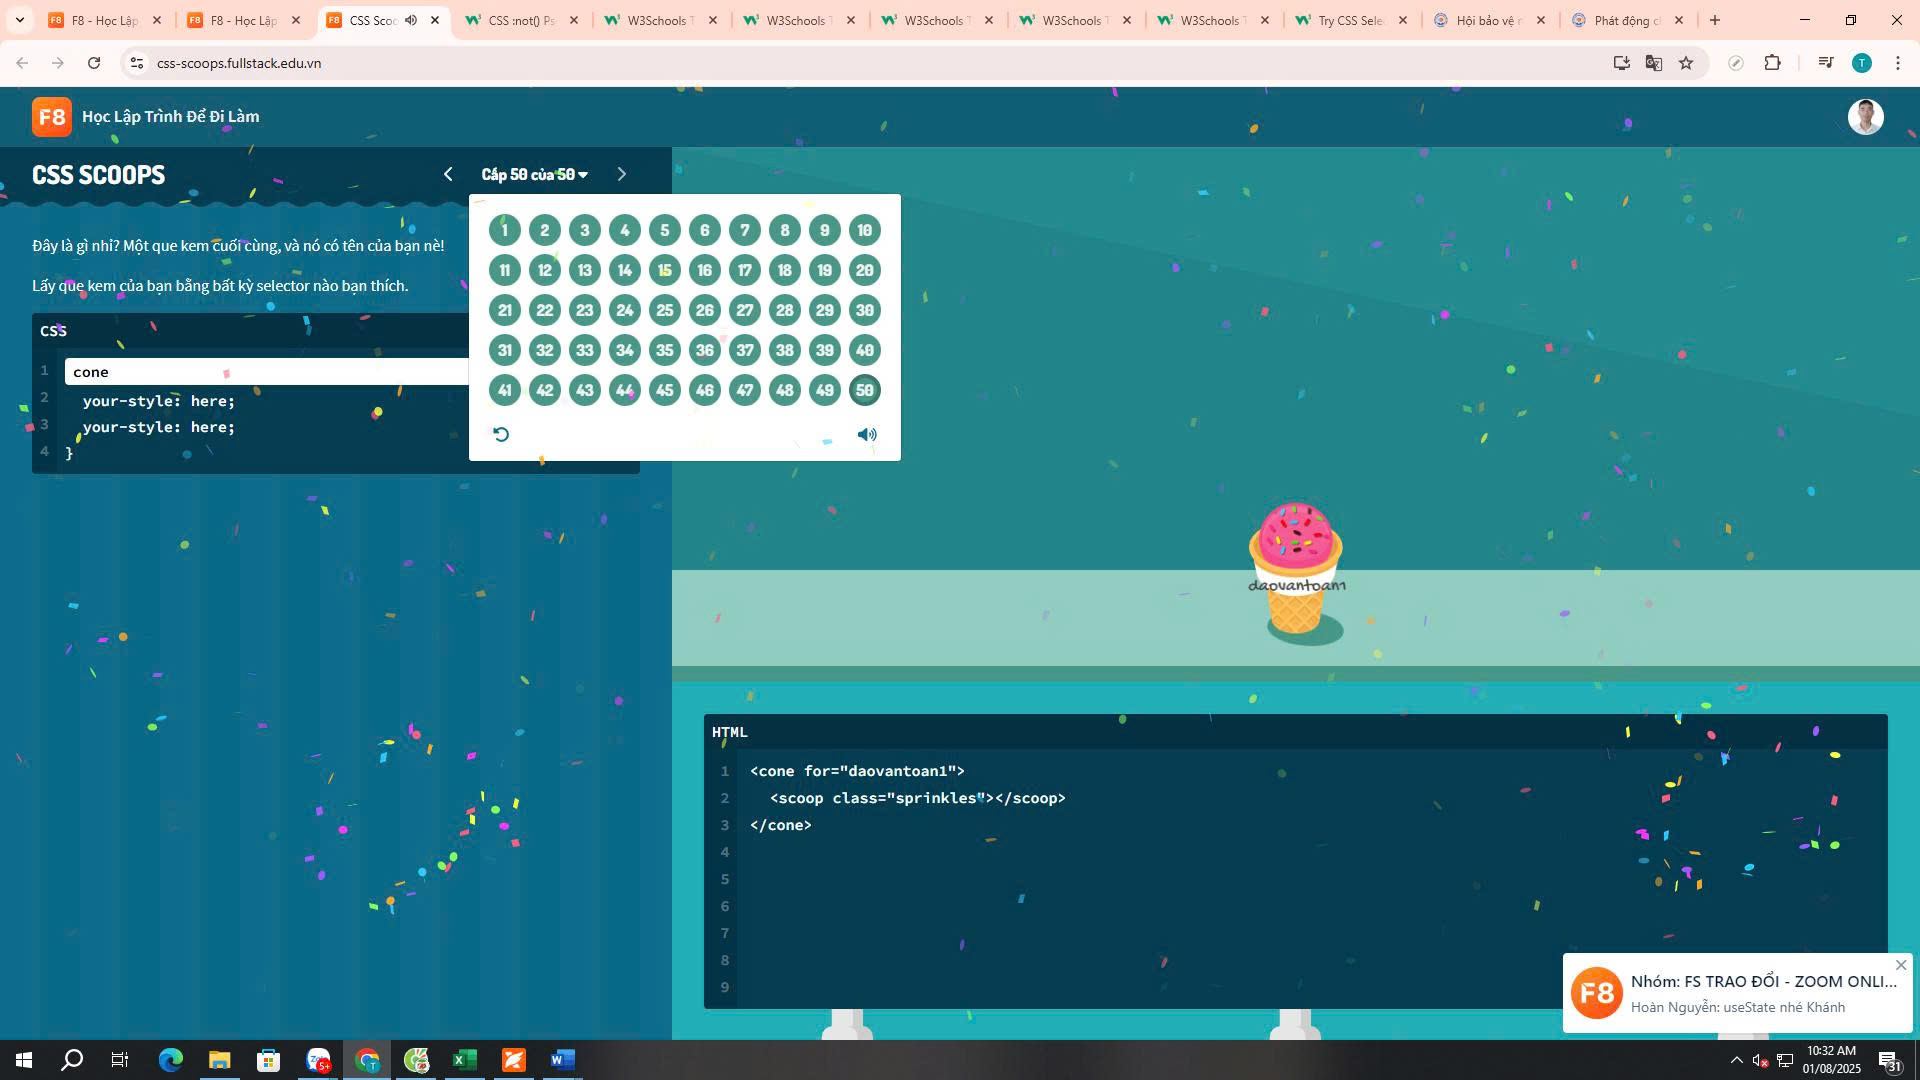 F8 - Học Lập
F8 - Học Lập
CSS Scoo
CSS :not() Ps
W3Schools T
W3Schools T
W3Schools T
W3Schools T
W3Schools T
Try CSS Sele
Hội bảo vệ n
Phát động c
css-scoops.fullstack.edu.vn
T
F8
Học Lập Trình Để Đi Làm
CSS SCOOPS
Cấp 50 của 50
1 2 3 4 5 6 7 8 9 10
11 12 13 14 15 16 17 18 19 20
21 22 23 24 25 26 27 28 29 30
31 32 33 34 35 36 37 38 39 40
41 42 43 44 45 46 47 48 49 50
Đây là gì nhỉ? Một que kem cuối cùng, và nó có tên của bạn nè!
Lấy que kem của bạn bằng bất kỳ selector nào bạn thích.
CSS
1 cone
2 your-style: here;
3 your-style: here;
4 }
daovantoan1
HTML
1 <cone for="daovantoan1">
2 <scoop class="sprinkles"></scoop>
3 </cone>
4
5
6
7
8
9
F8
Nhóm: FS TRAO ĐỔI - ZOOM ONLI...
Hoàn Nguyễn: useState nhé Khánh
Zalo
5+
10:32 AM
01/08/2025
31